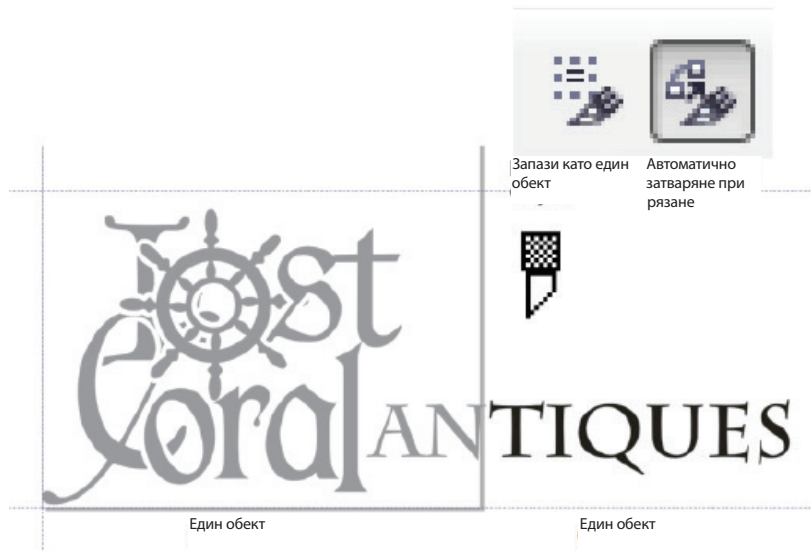 Запази като един
обект
Автоматично
затваряне при
рязане
Lost
Coral ANTIQUES
Един обект
Един обект